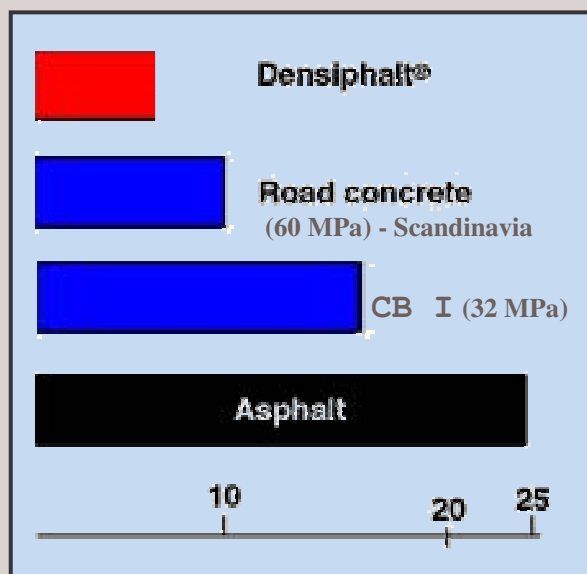 Densiphalt®
Road concrete
(60 MPa) - Scandinavia
CB I (32 MPa)
Asphalt
10 20 25